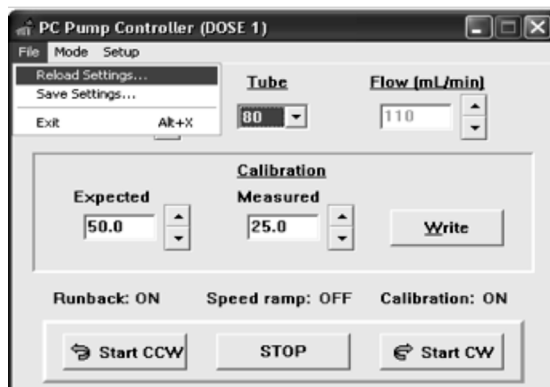 PC Pump Controller (DOSE 1)
File Mode Setup
Reload Settings...
Save Settings...
Exit Alt+X
Tube Flow (mL/min)
80 110
Calibration
Expected Measured
50.0 25.0 Write
Runback: ON Speed ramp: OFF Calibration: ON
Start CCW STOP Start CW